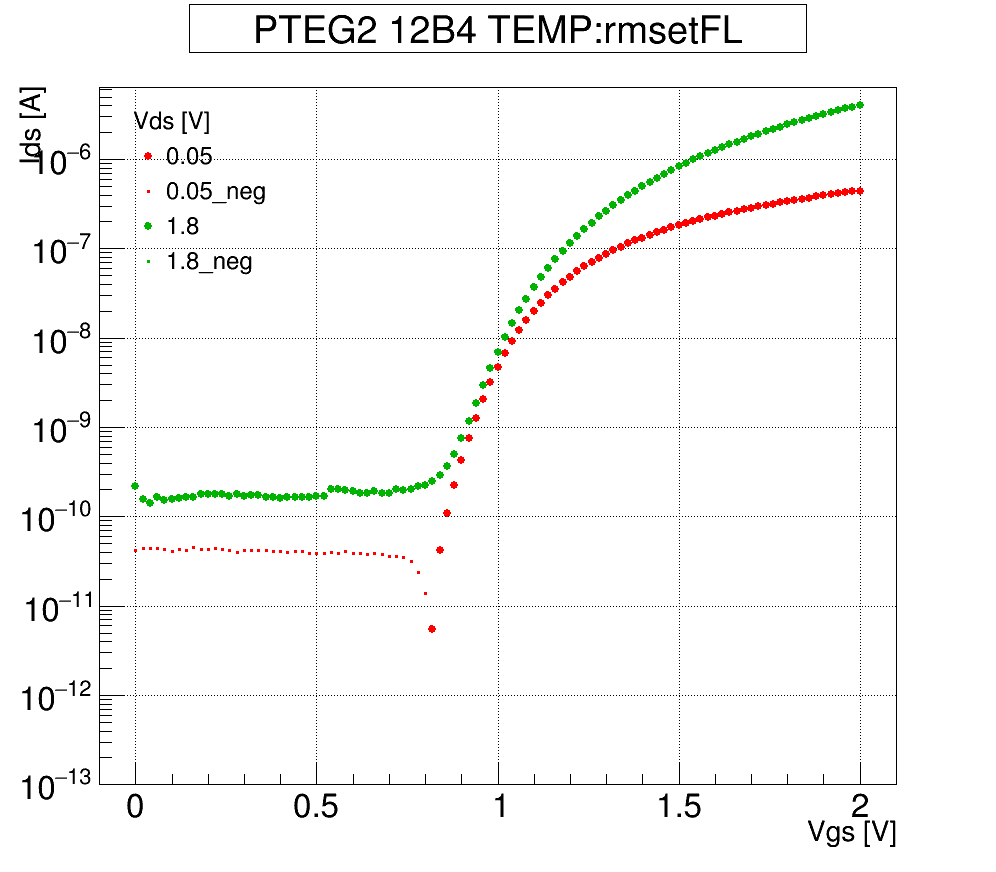 PTEG2 12B4 TEMP:rmsetFL
Ids [A]
Vds [V]
0.05
0.05_neg
1.8
1.8_neg
10⁻⁶
10⁻⁷
10⁻⁸
10⁻⁹
10⁻¹⁰
10⁻¹¹
10⁻¹²
10⁻¹³
0 0.5 1 1.5 2
Vgs [V]